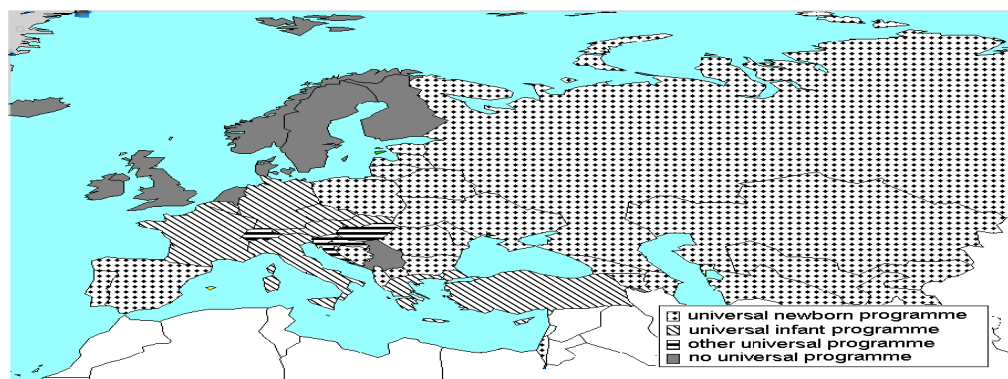 universal newborn programme
universal infant programme
other universal programme
no universal programme